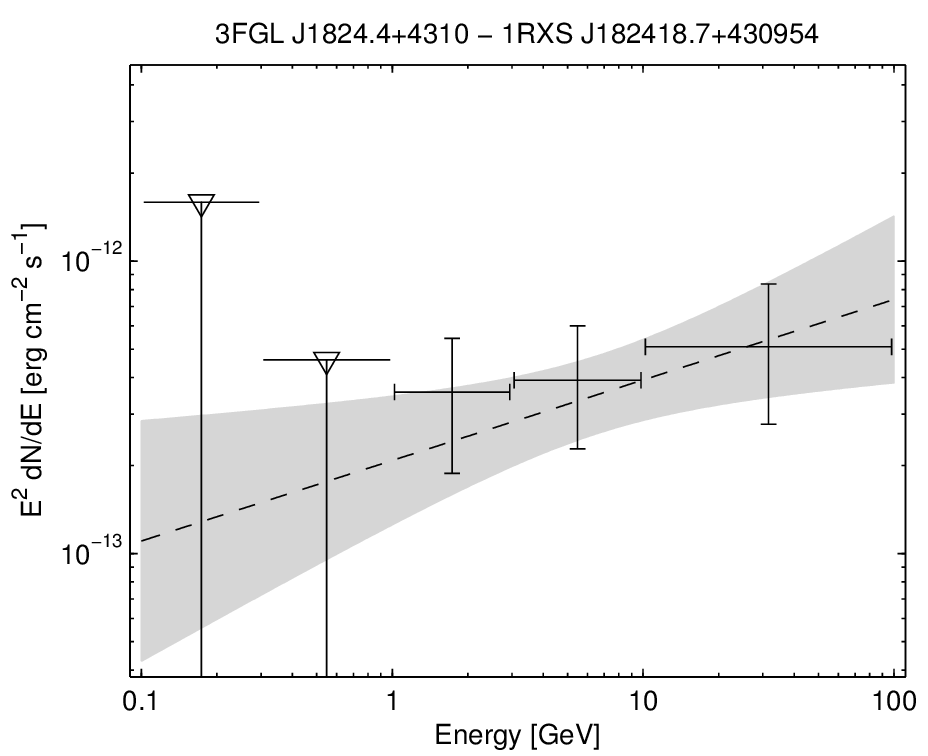 3FGL J1824.4+4310 − 1RXS J182418.7+430954
E² dN/dE [erg cm⁻² s⁻¹]
10⁻¹²
10⁻¹³
0.1 1 10 100
Energy [GeV]